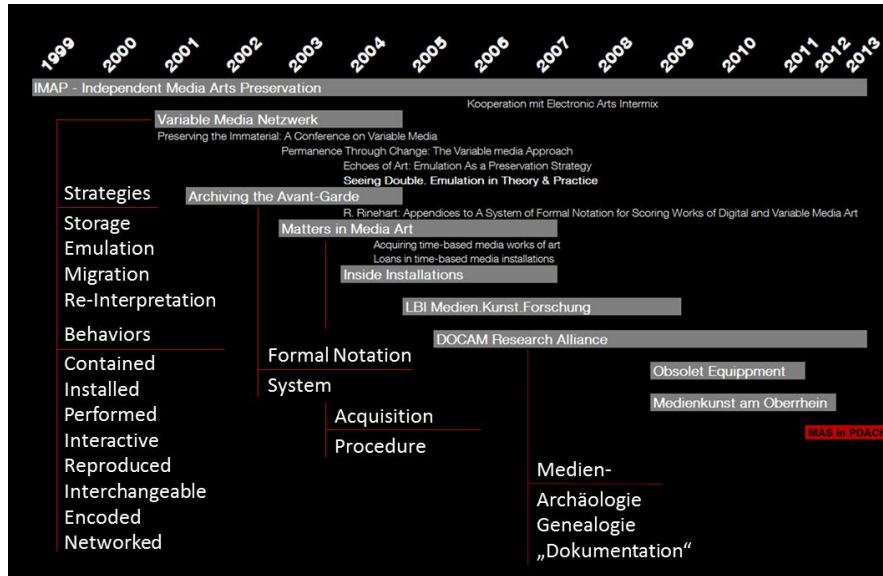 1999 2000 2001 2002 2003 2004 2005 2006 2007 2008 2009 2010 2011 2012 2013
IMAP - Independent Media Arts Preservation
Kooperation mit Electronic Arts Intermix
Variable Media Netzwerk
Preserving the Immaterial: A Conference on Variable Media
Permanence Through Change: The Variable media Approach
Echoes of Art: Emulation As a Preservation Strategy
Seeing Double. Emulation in Theory & Practice
Archiving the Avant-Garde
R. Rinehart: Appendices to A System of Formal Notation for Scoring Works of Digital and Variable Media Art
Matters in Media Art
Acquiring time-based media works of art
Loans in time-based media installations
Inside Installations
LBI Medien.Kunst.Forschung
DOCAM Research Alliance
Obsolet Equippment
Medienkunst am Oberrhein
MAS in PDACH
Strategies
Storage
Emulation
Migration
Re-Interpretation
Behaviors
Contained
Installed
Performed
Interactive
Reproduced
Interchangeable
Encoded
Networked
Formal Notation
System
Acquisition
Procedure
Medien-
Archäologie
Genealogie
„Dokumentation“